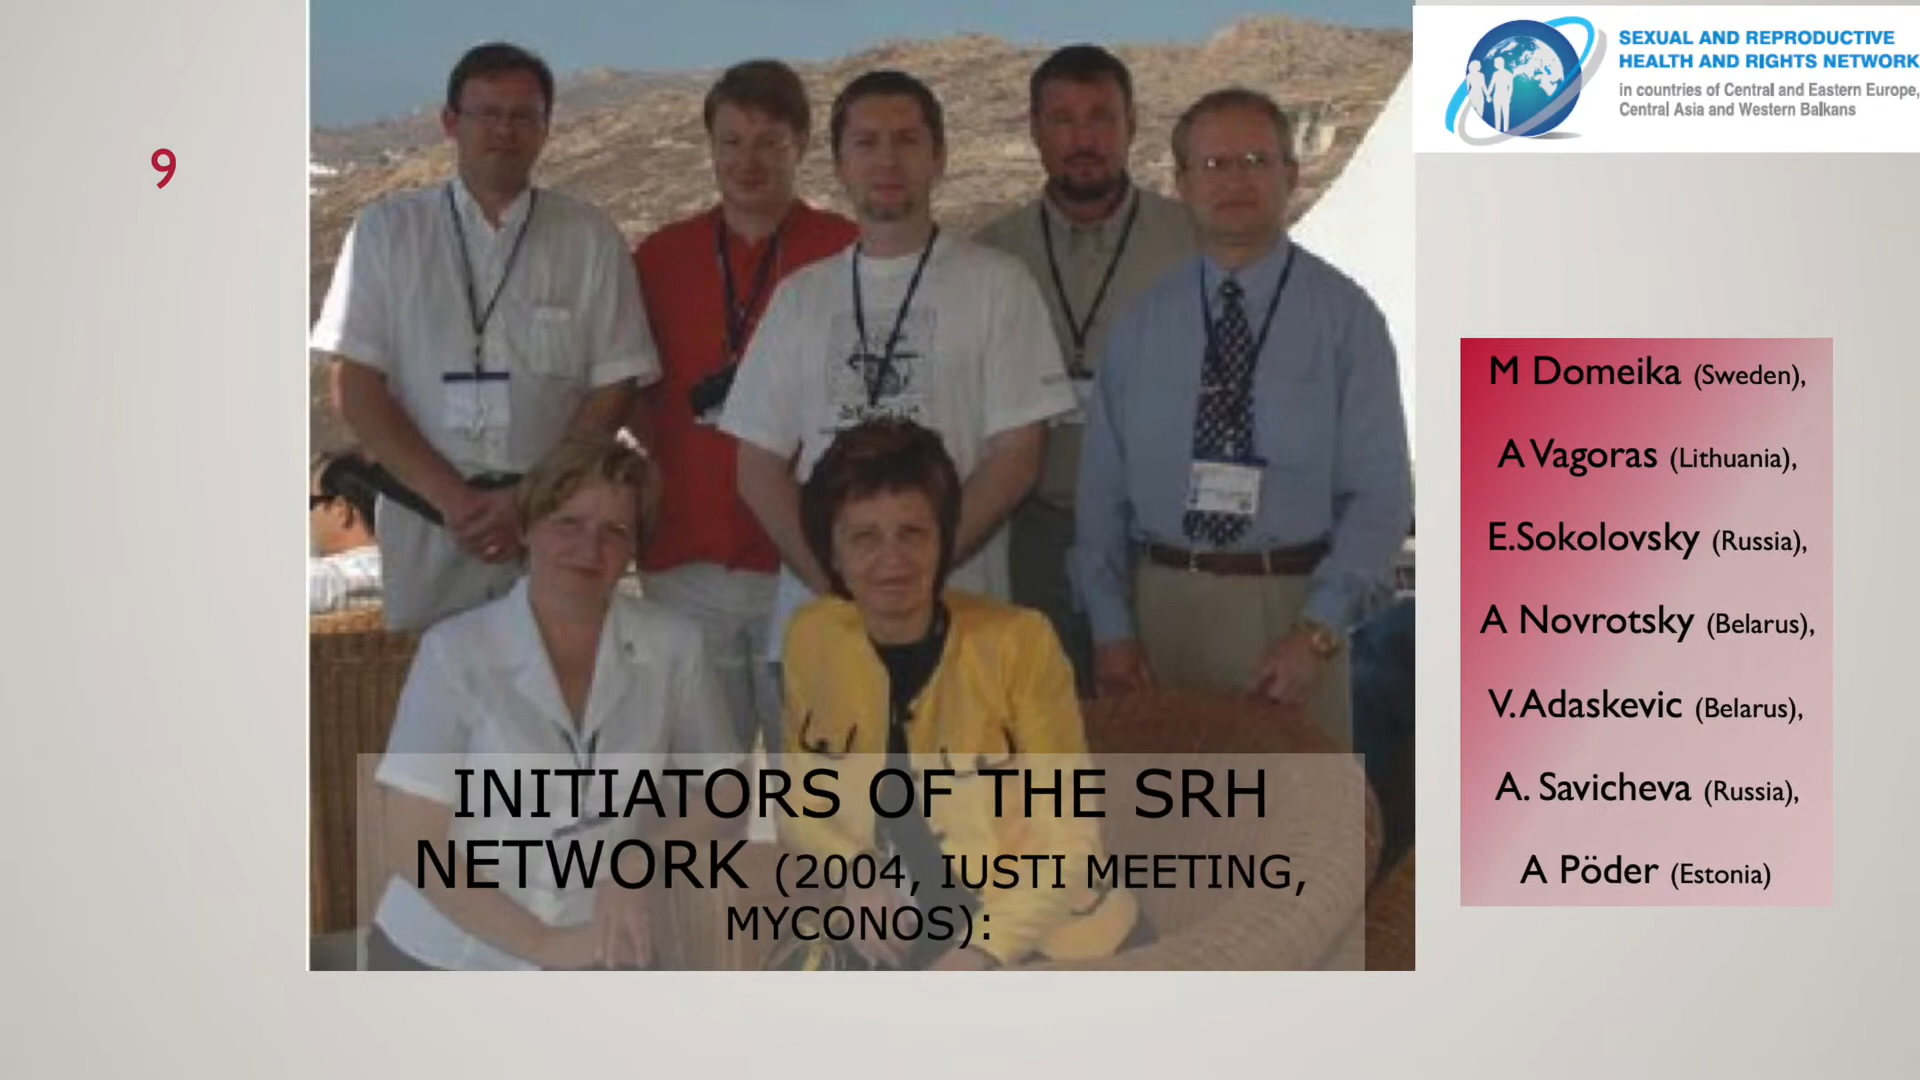 9
SEXUAL AND REPRODUCTIVE
HEALTH AND RIGHTS NETWORK
in countries of Central and Eastern Europe,
Central Asia and Western Balkans
M Domeika (Sweden),
A Vagoras (Lithuania),
E.Sokolovsky (Russia),
A Novrotsky (Belarus),
V.Adaskevic (Belarus),
A. Savicheva (Russia),
A Pöder (Estonia)
INITIATORS OF THE SRH
NETWORK (2004, IUSTI MEETING,
MYCONOS):